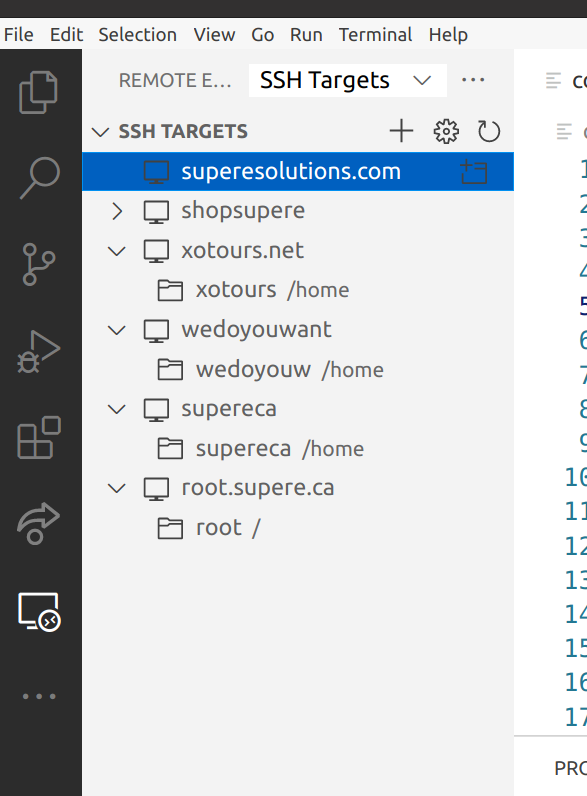 File Edit Selection View Go Run Terminal Help
REMOTE E... SSH Targets
SSH TARGETS
superesolutions.com
shopsupere
xotours.net
xotours /home
wedoyouwant
wedoyouw /home
supereca
supereca /home
root.supere.ca
root /
1
2
3
4
5
6
7
8
9
10
11
12
13
14
15
16
17